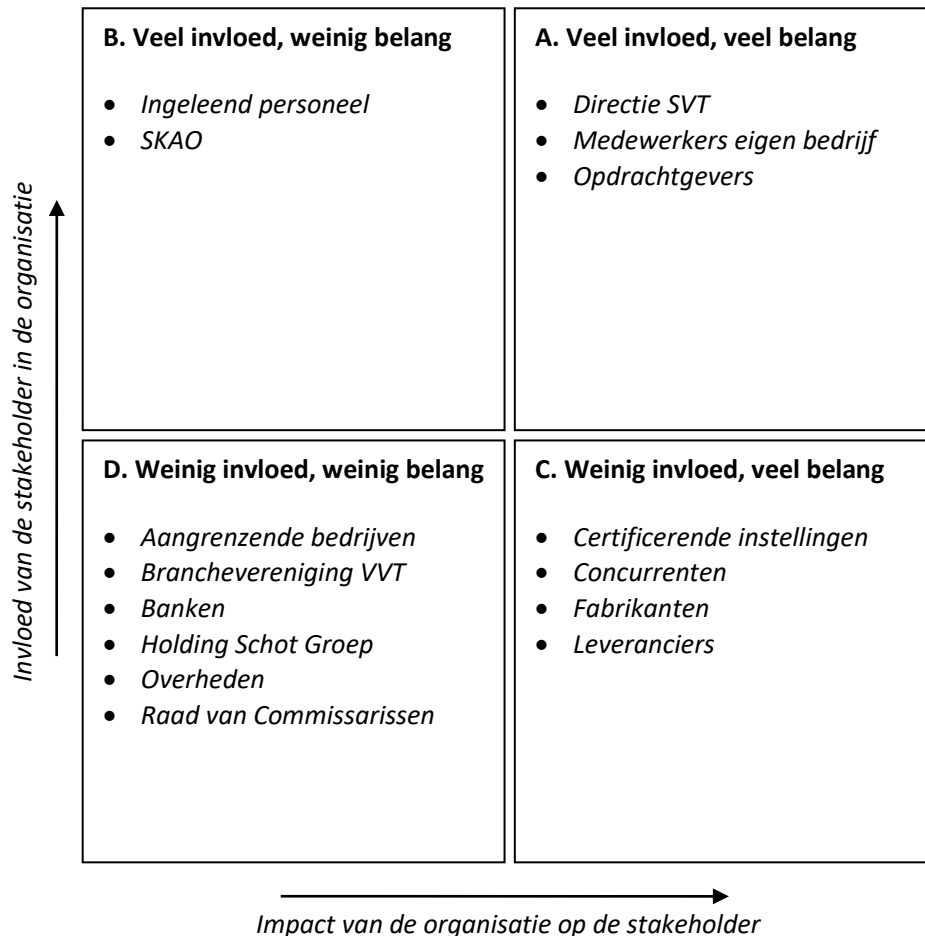 B. Veel invloed, weinig belang
• Ingeleend personeel
• SKAO
A. Veel invloed, veel belang
• Directie SVT
• Medewerkers eigen bedrijf
• Opdrachtgevers
Invloed van de stakeholder in de organisatie
D. Weinig invloed, weinig belang
• Aangrenzende bedrijven
• Branchevereniging VVT
• Banken
• Holding Schot Groep
• Overheden
• Raad van Commissarissen
C. Weinig invloed, veel belang
• Certificerende instellingen
• Concurrenten
• Fabrikanten
• Leveranciers
Impact van de organisatie op de stakeholder